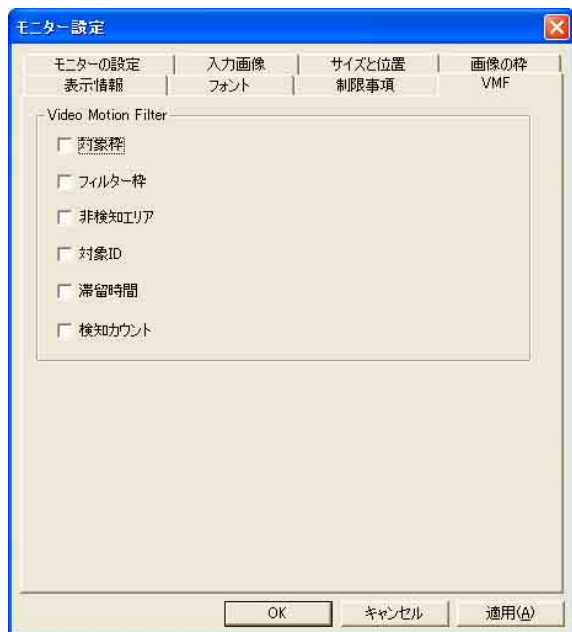 モニター設定
モニターの設定 入力画像 サイズと位置 画像の枠
表示情報 フォント 制限事項 VMF
Video Motion Filter
対象枠
フィルター枠
非検知エリア
対象ID
滞留時間
検知カウント
OK キャンセル 適用(A)